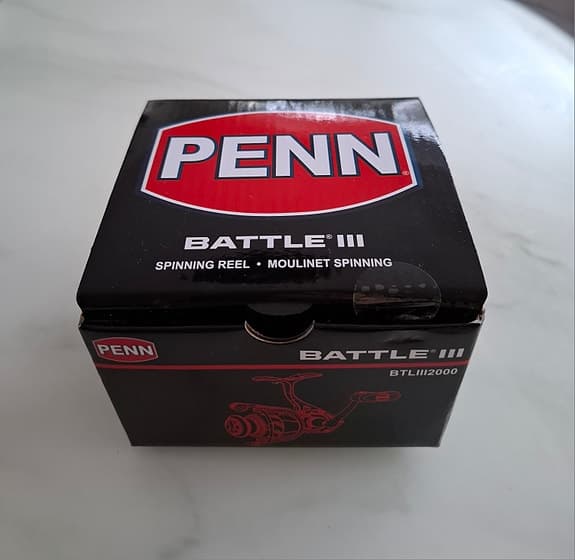 PENN®
BATTLE® III
SPINNING REEL • MOULINET SPINNING
PENN
BATTLE® III
BTLIII2000